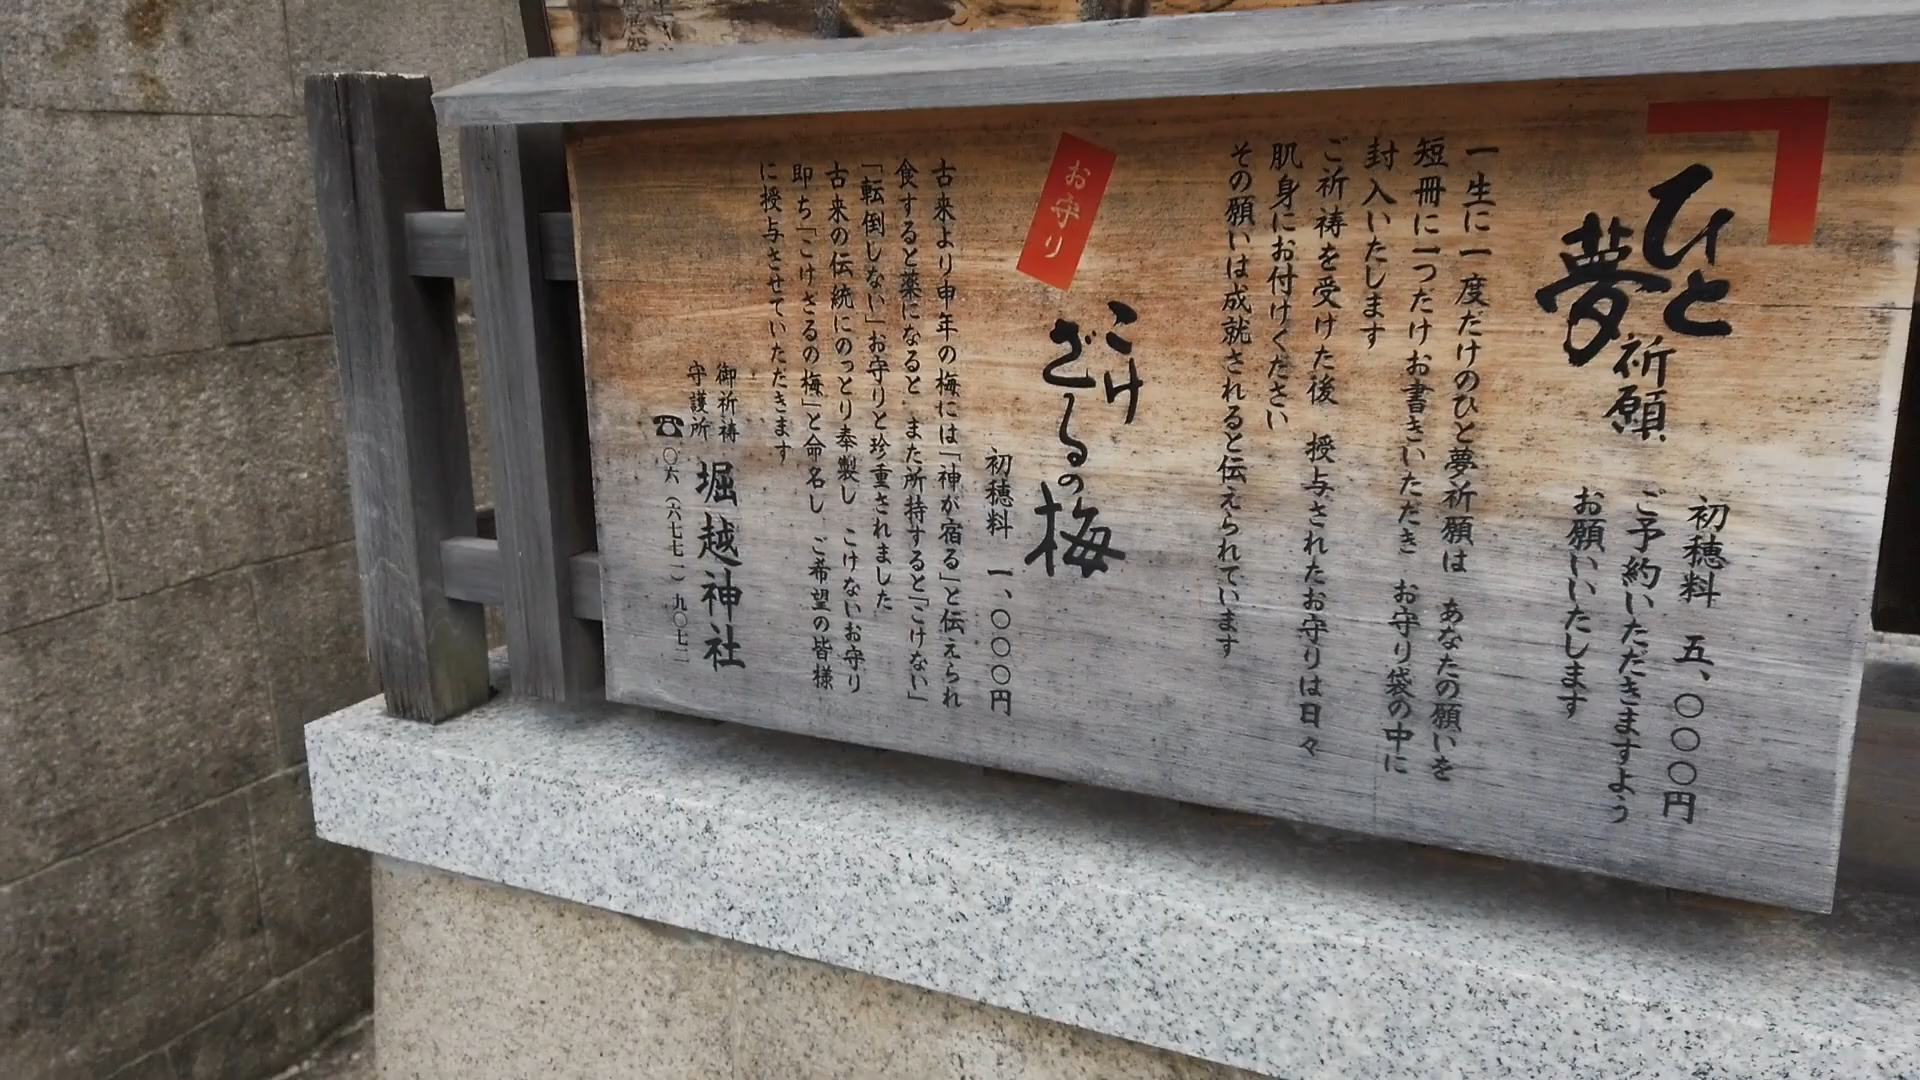 ひと
夢
祈願
初穂料 五、〇〇〇円
ご予約いただきますよう
お願いいたします
一生に一度だけのひと夢祈願は あなたの願いを
短冊に一つだけお書きいただき お守り袋の中に
封入いたします
ご祈祷を受けた後 授与されたお守りは日々
肌身にお付けください
その願いは成就されると伝えられています
お守り
こけ
ざるの
梅
初穂料 一、〇〇〇円
古来より申年の梅には「神が宿る」と伝えられ
食すると薬になると また所持すると「こけない」
「転倒しない」お守りと珍重されました
古来の伝統にのっとり奉製し こけないお守り
即ち「こけざるの梅」と命名し ご希望の皆様
に授与させていただきます
御祈祷
守護所
堀越神社
☎〇六(六七七一)九〇七二